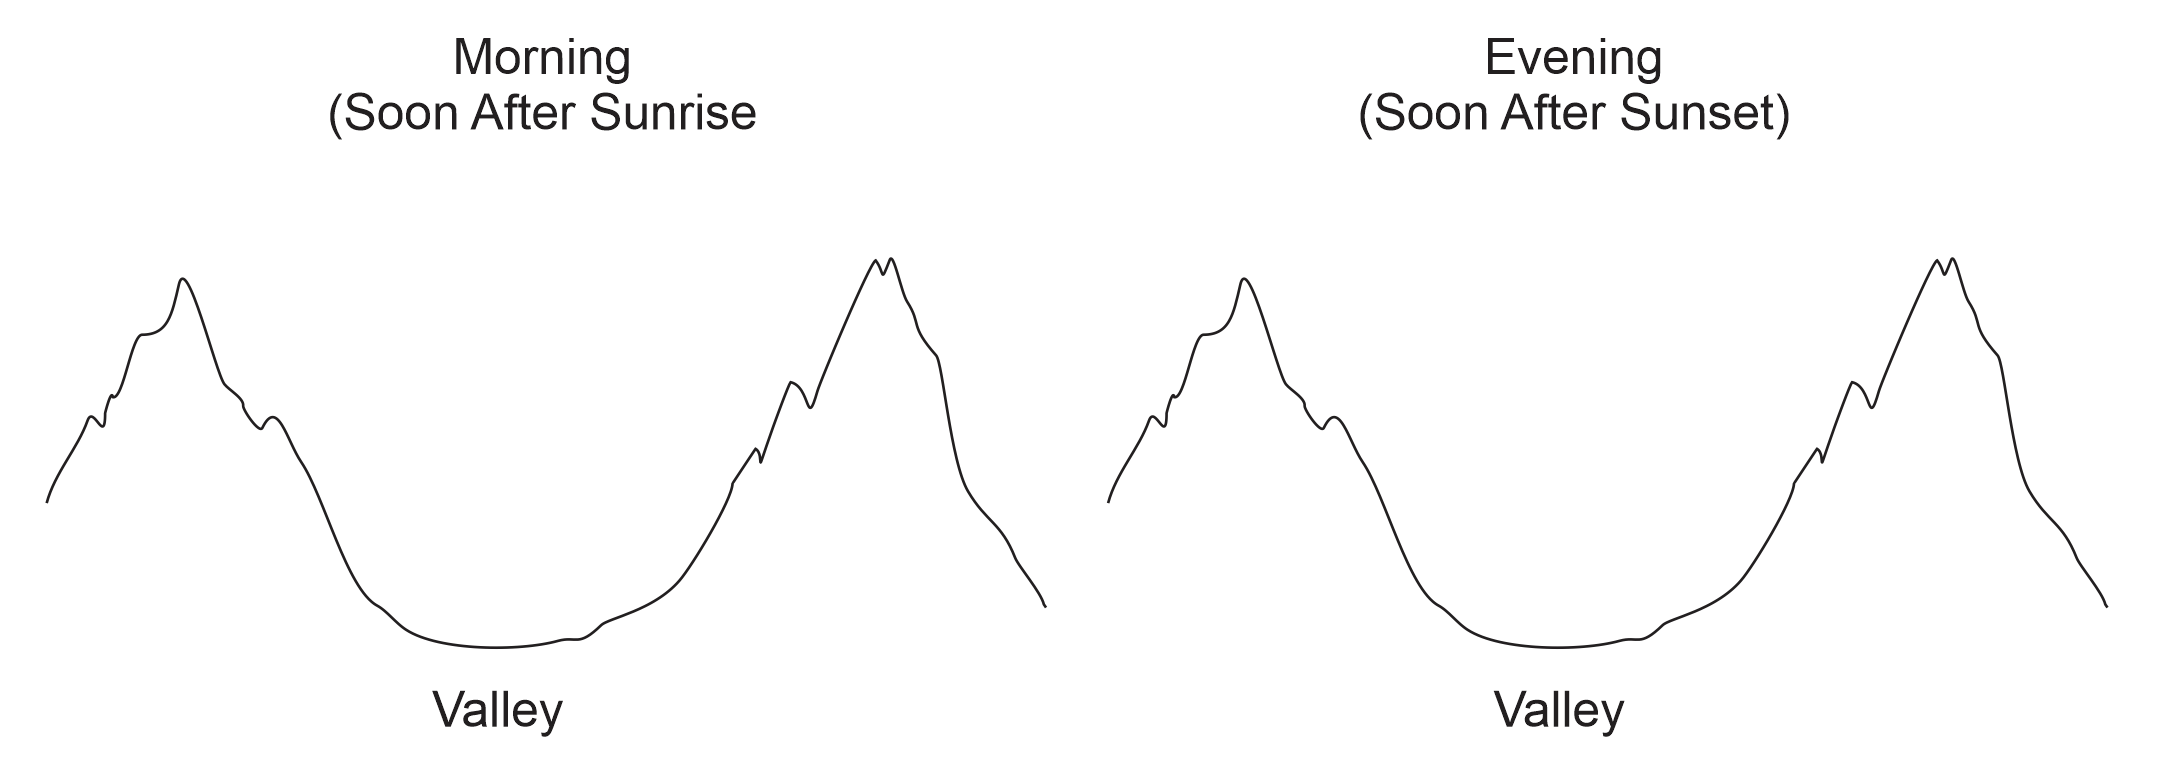 Morning
(Soon After Sunrise
Evening
(Soon After Sunset)
Valley
Valley